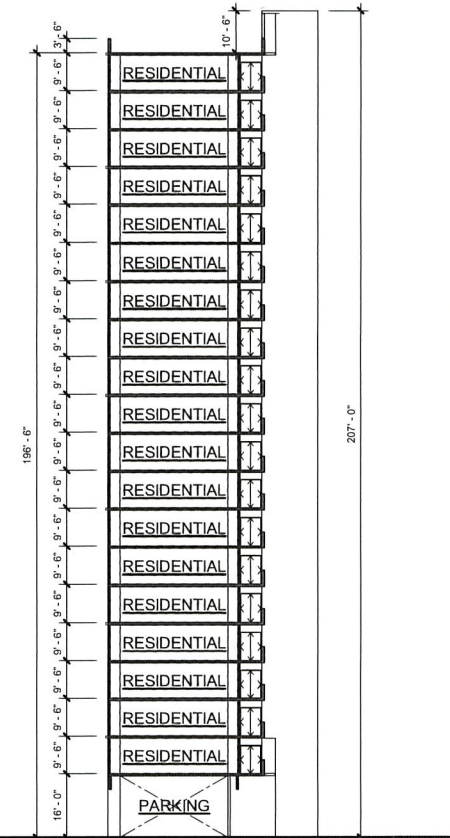 10' - 6"
3' - 6"
9' - 6" RESIDENTIAL
9' - 6" RESIDENTIAL
9' - 6" RESIDENTIAL
9' - 6" RESIDENTIAL
9' - 6" RESIDENTIAL
9' - 6" RESIDENTIAL
9' - 6" RESIDENTIAL
9' - 6" RESIDENTIAL
9' - 6" RESIDENTIAL
9' - 6" RESIDENTIAL
196' - 6"
207' - 0"
9' - 6" RESIDENTIAL
9' - 6" RESIDENTIAL
9' - 6" RESIDENTIAL
9' - 6" RESIDENTIAL
9' - 6" RESIDENTIAL
9' - 6" RESIDENTIAL
9' - 6" RESIDENTIAL
9' - 6" RESIDENTIAL
9' - 6" RESIDENTIAL
16' - 0" PARKING